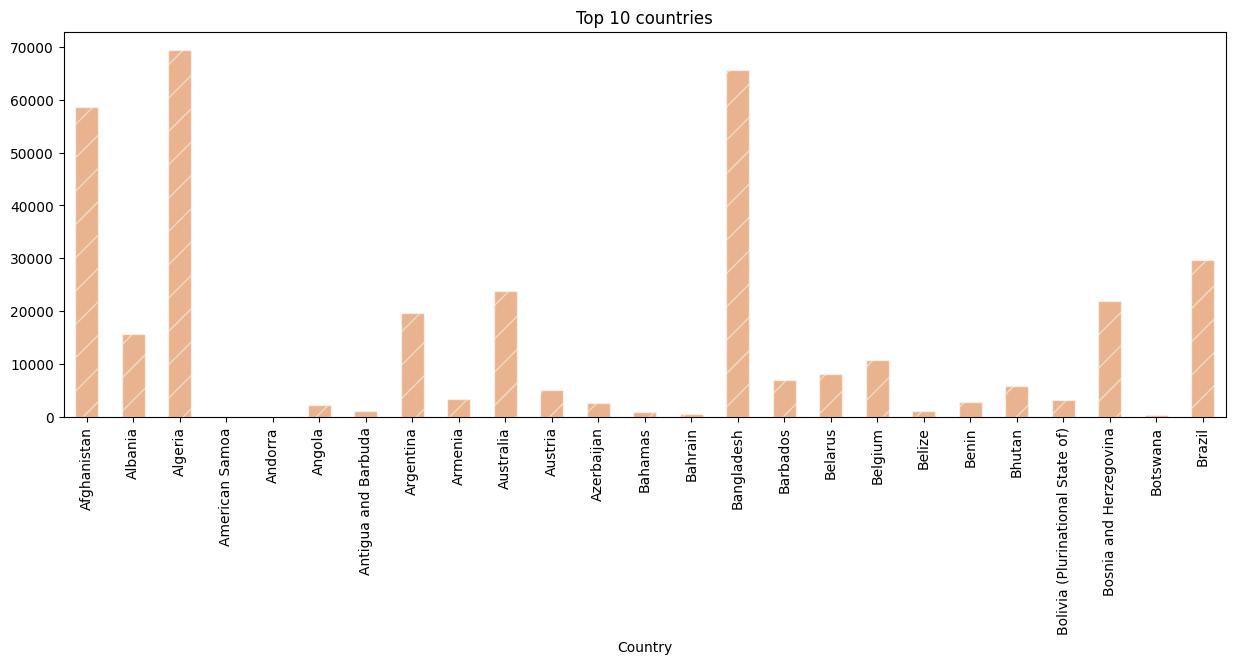 Top 10 countries
70000
60000
50000
40000
30000
20000
10000
0
Afghanistan
Albania
Algeria
American Samoa
Andorra
Angola
Antigua and Barbuda
Argentina
Armenia
Australia
Austria
Azerbaijan
Bahamas
Bahrain
Bangladesh
Barbados
Belarus
Belgium
Belize
Benin
Bhutan
Bolivia (Plurinational State of)
Bosnia and Herzegovina
Botswana
Brazil
Country